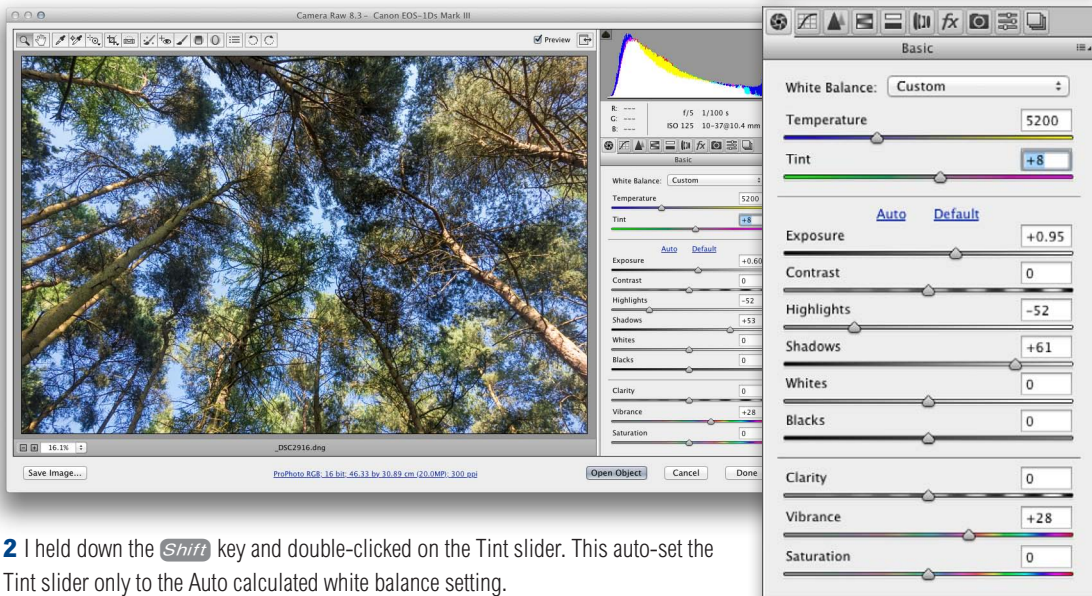 Camera Raw 8.3 - Canon EOS-1Ds Mark III
Preview
R: ---
G: ---
B: ---
f/5 1/100 s
ISO 125 10-37@10.4 mm
Basic
White Balance: Custom
Temperature 5200
Tint +8
Auto Default
Exposure +0.60
Contrast 0
Highlights -52
Shadows +53
Whites 0
Blacks 0
Clarity 0
Vibrance +28
Saturation 0
16.1% _DSC2916.dng
Save Image... ProPhoto RGB; 16 bit; 46.33 by 30.89 cm (20.0MP); 300 ppi Open Object Cancel Done
fx
Basic
White Balance: Custom
Temperature 5200
Tint +8
Auto Default
Exposure +0.95
Contrast 0
Highlights -52
Shadows +61
Whites 0
Blacks 0
Clarity 0
Vibrance +28
Saturation 0
2 I held down the Shift key and double-clicked on the Tint slider. This auto-set the
Tint slider only to the Auto calculated white balance setting.